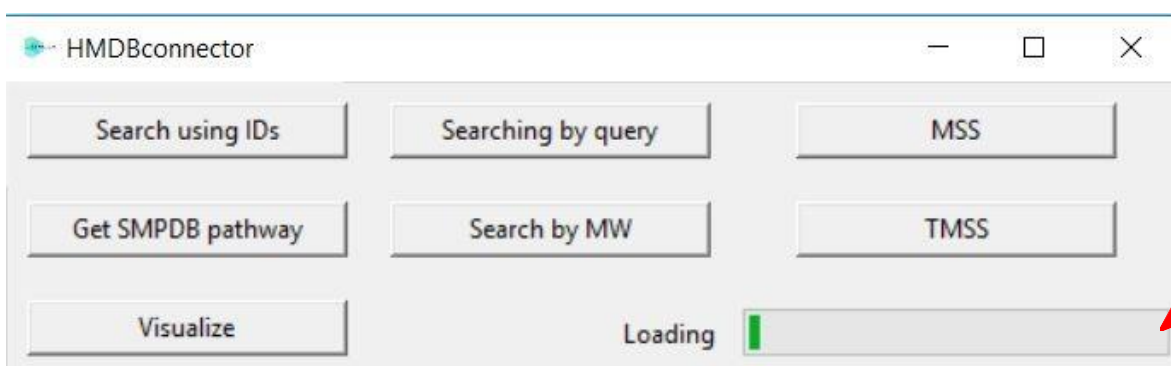 HMDBconnector
Search using IDs
Searching by query
MSS
Get SMPDB pathway
Search by MW
TMSS
Visualize
Loading